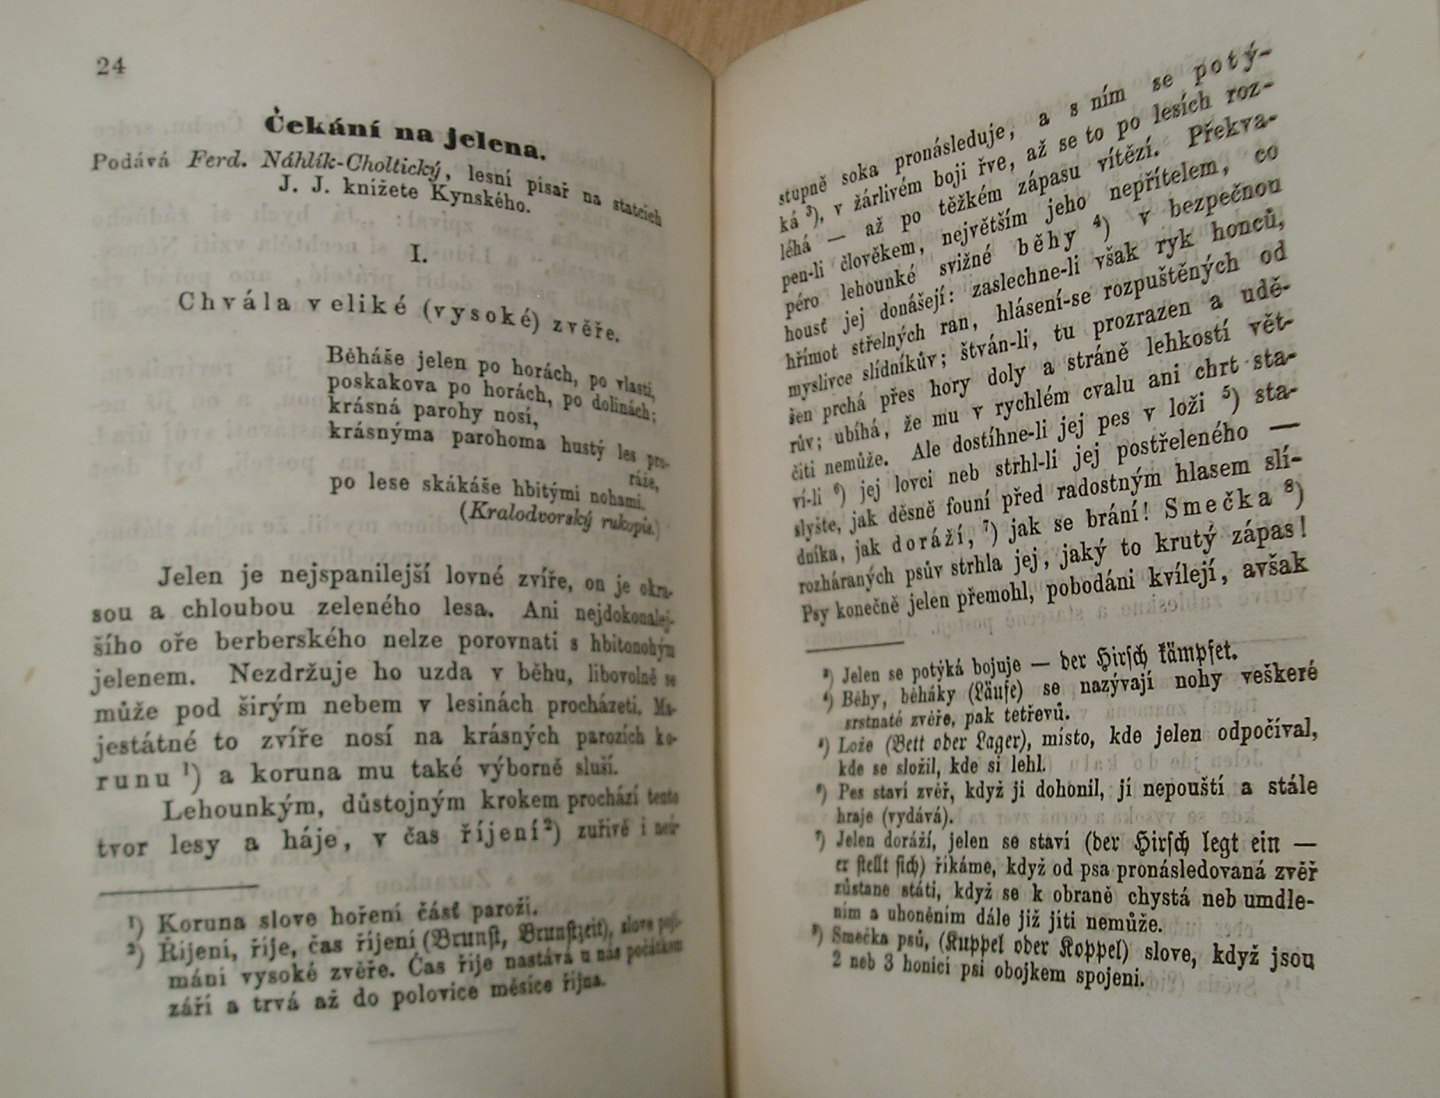 24
Čekání na jelena.
Podává Ferd. Náhlík-Choltický, lesní písař na statcích
J. J. knížete Kynského.
I.
Chvála veliké (vysoké) zvěře.
Běháše jelen po horách, po vlasti,
poskakova po horách, po dolinách;
krásná parohy nosí,
krásnýma parohoma hustý les pro-
ráže,
po lese skákáše hbitými nohami.
(Kralodvorský rukopis.)
Jelen je nejspanilejší lovné zvíře, on je okra-
sou a chloubou zeleného lesa. Ani nejdokonalej-
šího oře berberského nelze porovnati s hbitonohým
jelenem. Nezdržuje ho uzda v běhu, libovolně se
může pod širým nebem v lesinách procházeti. Ma-
jestátné to zvíře nosí na krásných parozích ko-
runu ¹) a koruna mu také výborně sluší.
Lehounkým, důstojným krokem prochází tento
tvor lesy a háje, v čas říjení ²) zuřivě i neú-
¹) Koruna slove hoření část paroží.
²) Říjení, říje, čas říjení (Brunft, Brunftzeit), slove poj-
mání vysoké zvěře. Čas říje nastává u nás počátkem
září a trvá až do polovice měsíce října.
stupně soka pronásleduje, a s ním se potý-
ká ³), v žárlivém boji řve, až se to po lesích roz-
léhá — až po těžkém zápasu vítězí. Překva-
pen-li člověkem, největším jeho nepřítelem, co
péro lehounké svižné běhy ⁴) v bezpečnou
housť jej donášejí: zaslechne-li však ryk honců,
hřímot střelných ran, hlásení-se rozpuštěných od
myslivce slídníkův; štván-li, tu prozrazen a udě-
šen prchá přes hory doly a stráně lehkostí vět-
rův; ubíhá, že mu v rychlém cvalu ani chrt sta-
čiti nemůže. Ale dostíhne-li jej pes v loži ⁵) sta-
ví-li ⁶) jej lovci neb strhl-li jej postřeleného —
slyšte, jak děsně founí před radostným hlasem slí-
dníka, jak doráží, ⁷) jak se brání! Smečka ⁸)
rozháraných psův strhla jej, jaký to krutý zápas!
Psy konečně jelen přemohl, pobodáni kvílejí, avšak
³) Jelen se potýká bojuje — der Hirsch kämpfet.
⁴) Běhy, běháky (Läufe) se nazývají nohy veškeré
srstnaté zvěře, pak tetřevů.
⁵) Lože (Bett oder Lager), místo, kde jelen odpočíval,
kde se složil, kde si lehl.
⁶) Pes staví zvěř, když ji dohonil, jí nepouští a stále
hraje (vydává).
⁷) Jelen doráží, jelen se staví (der Hirsch legt ein —
er stellt sich) říkáme, když od psa pronásledovaná zvěř
zůstane státi, když se k obraně chystá neb umdle-
ním a uhoněním dále již jíti nemůže.
⁸) Smečka psů, (Kuppel oder Koppel) slove, když jsou
2 neb 3 honicí psi obojkem spojeni.